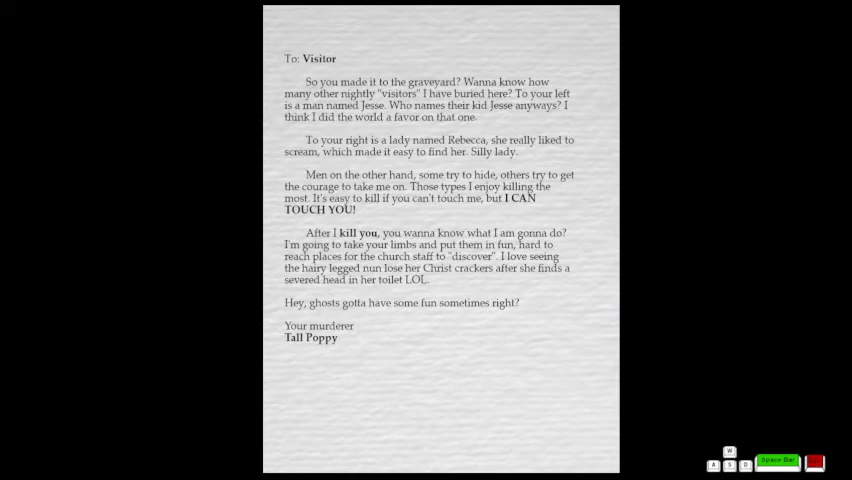 To: Visitor
So you made it to the graveyard? Wanna know how
many other nightly "visitors" I have buried here? To your left
is a man named Jesse. Who names their kid Jesse anyways? I
think I did the world a favor on that one.
To your right is a lady named Rebecca, she really liked to
scream, which made it easy to find her. Silly lady.
Men on the other hand, some try to hide, others try to get
the courage to take me on. Those types I enjoy killing the
most. It's easy to kill if you can't touch me, but I CAN
TOUCH YOU!
After I kill you, you wanna know what I am gonna do?
I'm going to take your limbs and put them in fun, hard to
reach places for the church staff to "discover". I love seeing
the hairy legged nun lose her Christ crackers after she finds a
severed head in her toilet LOL.
Hey, ghosts gotta have some fun sometimes right?
Your murderer
Tall Poppy
W
A S D Space Bar